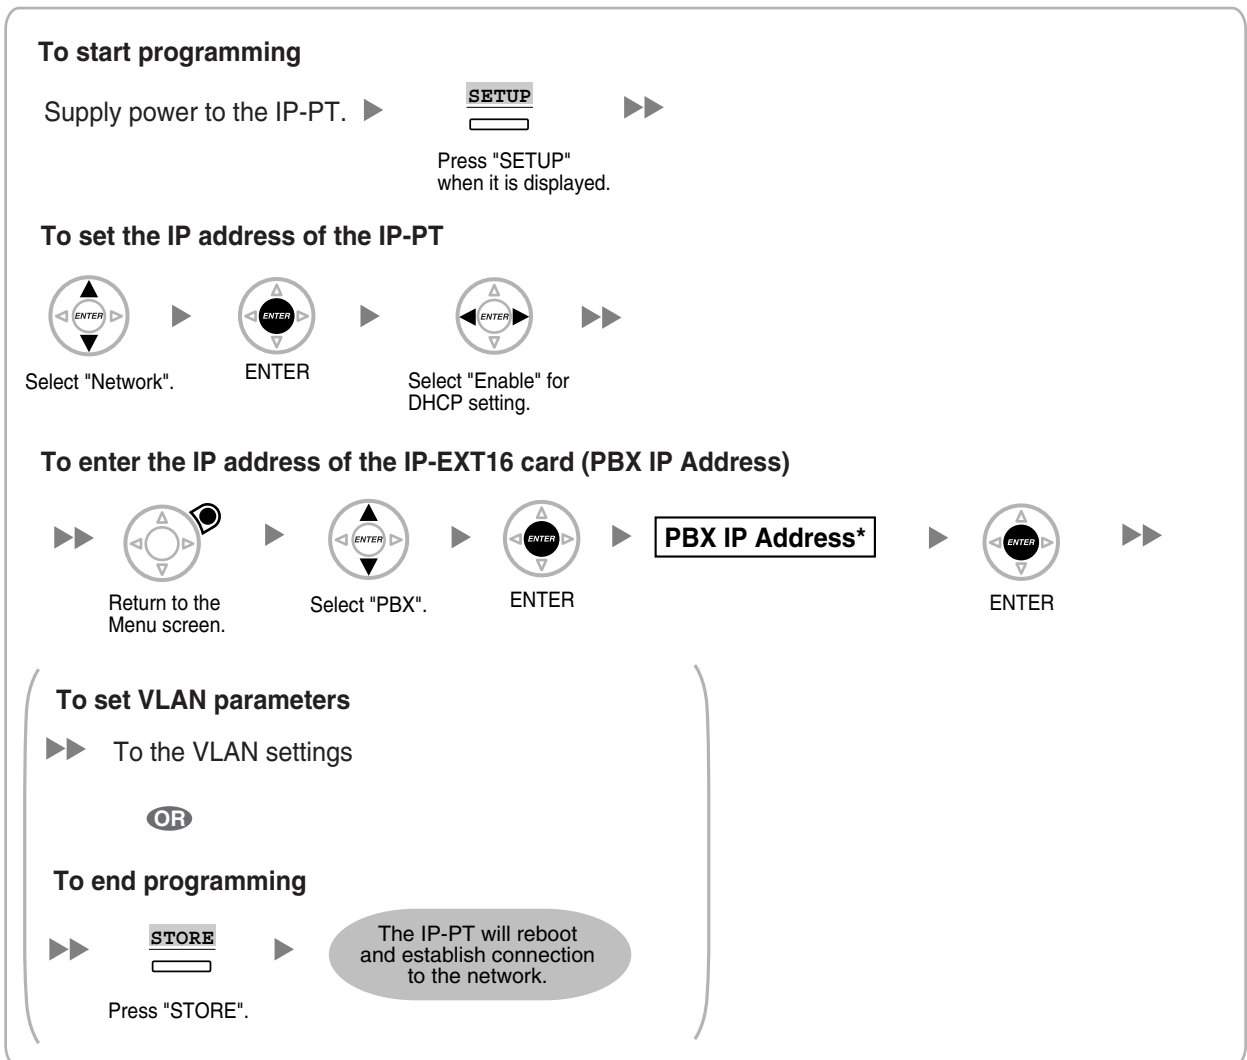 To start programming
Supply power to the IP-PT.
SETUP
Press "SETUP"
when it is displayed.
To set the IP address of the IP-PT
ENTER
ENTER
ENTER
Select "Network".
ENTER
Select "Enable" for
DHCP setting.
To enter the IP address of the IP-EXT16 card (PBX IP Address)
ENTER
ENTER
PBX IP Address*
ENTER
Return to the
Menu screen.
Select "PBX".
ENTER
ENTER
To set VLAN parameters
To the VLAN settings
OR
To end programming
STORE
Press "STORE".
The IP-PT will reboot
and establish connection
to the network.